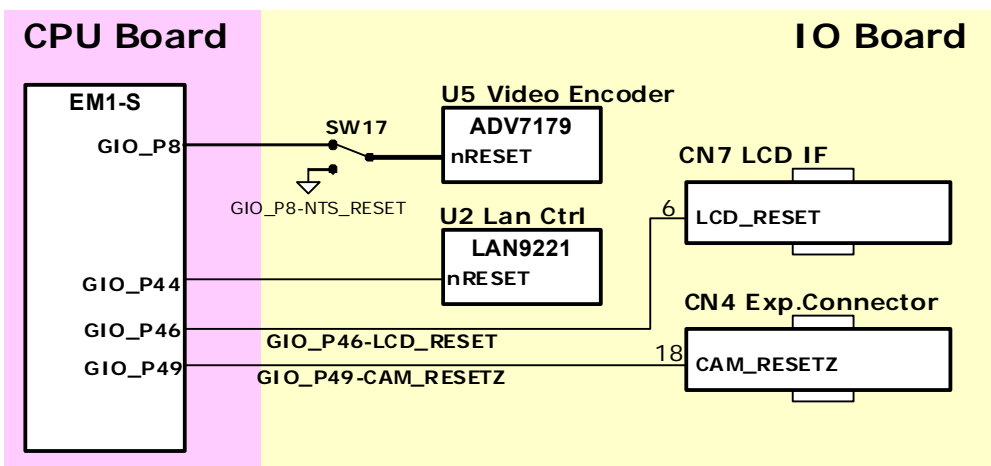 CPU Board
IO Board
EM1-S
U5 Video Encoder
SW17
ADV7179
GIO_P8
nRESET
CN7 LCD IF
GIO_P8-NTS_RESET
U2 Lan Ctrl
6
LCD_RESET
LAN9221
GIO_P44
nRESET
CN4 Exp.Connector
GIO_P46
GIO_P46-LCD_RESET
18
CAM_RESETZ
GIO_P49
GIO_P49-CAM_RESETZ